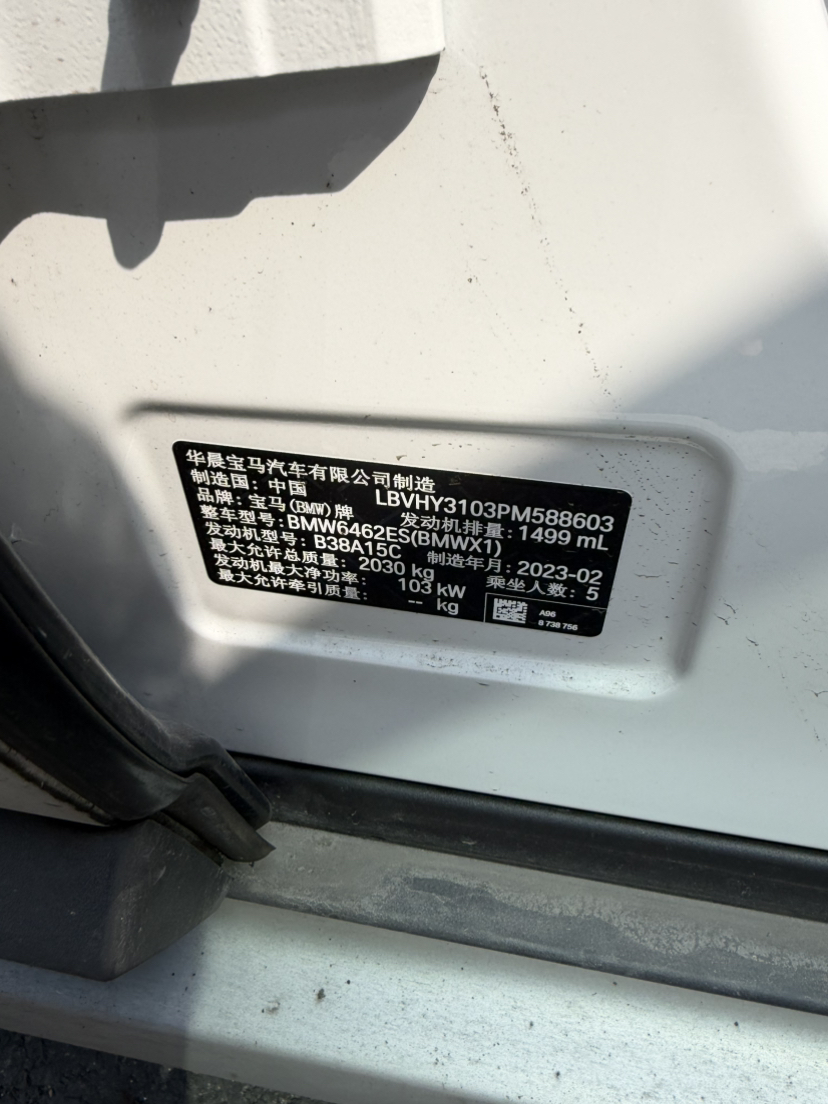 华晨宝马汽车有限公司制造
制造国: 中国 LBVHY3103PM588603
品牌: 宝马(BMW)牌 发动机排量: 1499 mL
整车型号: BMW6462ES(BMWX1)
发动机型号: B38A15C 制造年月: 2023-02
最大允许总质量: 2030 kg 乘坐人数: 5
发动机最大净功率: 103 kW
最大允许牵引质量: -- kg
A96
8 738 756